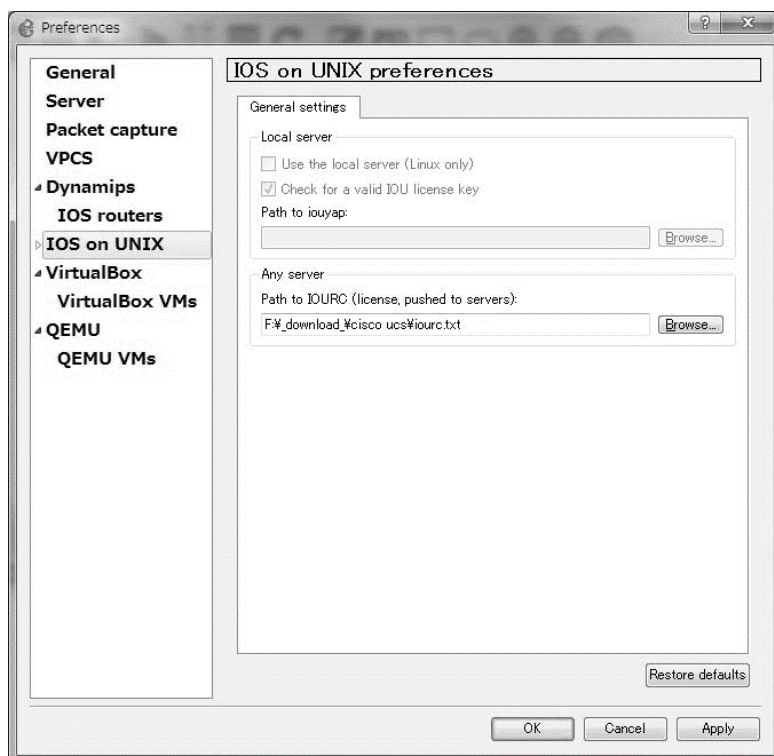 Preferences
General
Server
Packet capture
VPCS
Dynamips
IOS routers
IOS on UNIX
VirtualBox
VirtualBox VMs
QEMU
QEMU VMs
IOS on UNIX preferences
General settings
Local server
Use the local server (Linux only)
Check for a valid IOU license key
Path to iouyap:
Browse...
Any server
Path to IOURC (license, pushed to servers):
F:¥_download_¥cisco ucs¥iourc.txt
Browse...
Restore defaults
OK
Cancel
Apply